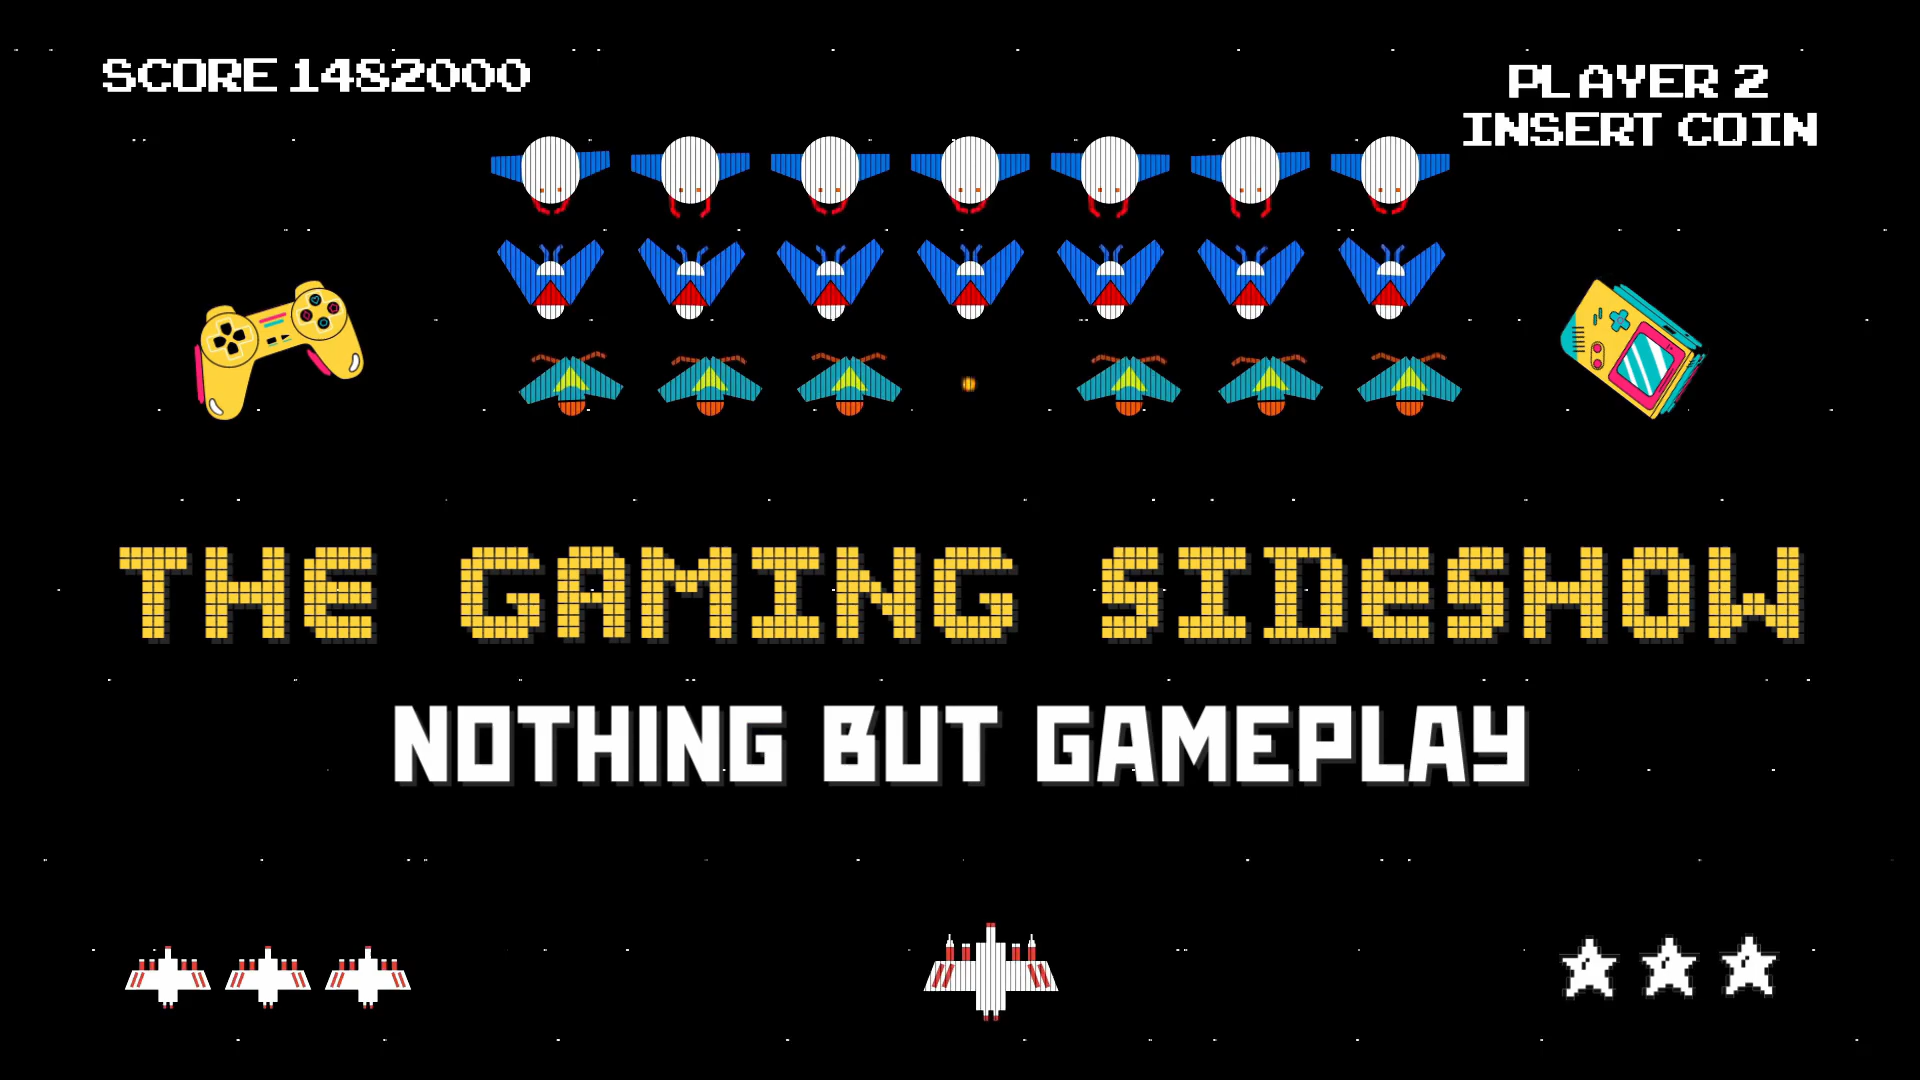 SCORE 1482000
PLAYER 2
INSERT COIN
THE GAMING SIDESHOW
NOTHING BUT GAMEPLAY